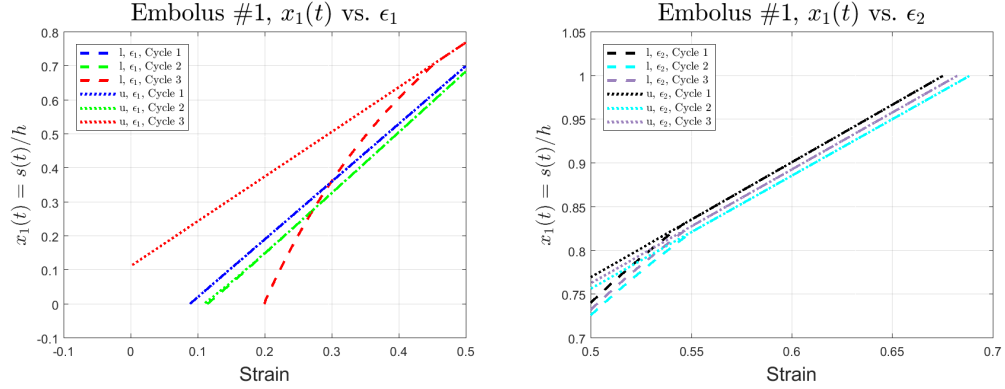 Embolus #1, x₁(t) vs. ϵ₁
0.8
0.7
0.6
0.5
0.4
0.3
0.2
0.1
0
-0.1
-0.1
0
0.1
0.2
0.3
0.4
0.5
x₁(t) = s(t)/h
Strain
l, ϵ₁, Cycle 1
l, ϵ₁, Cycle 2
l, ϵ₁, Cycle 3
u, ϵ₁, Cycle 1
u, ϵ₁, Cycle 2
u, ϵ₁, Cycle 3
Embolus #1, x₁(t) vs. ϵ₂
1.05
1
0.95
0.9
0.85
0.8
0.75
0.7
0.5
0.55
0.6
0.65
0.7
x₁(t) = s(t)/h
Strain
l, ϵ₂, Cycle 1
l, ϵ₂, Cycle 2
l, ϵ₂, Cycle 3
u, ϵ₂, Cycle 1
u, ϵ₂, Cycle 2
u, ϵ₂, Cycle 3